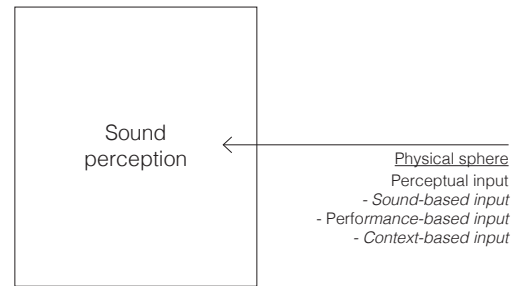 Sound
perception
Physical sphere
Perceptual input
- Sound-based input
- Performance-based input
- Context-based input